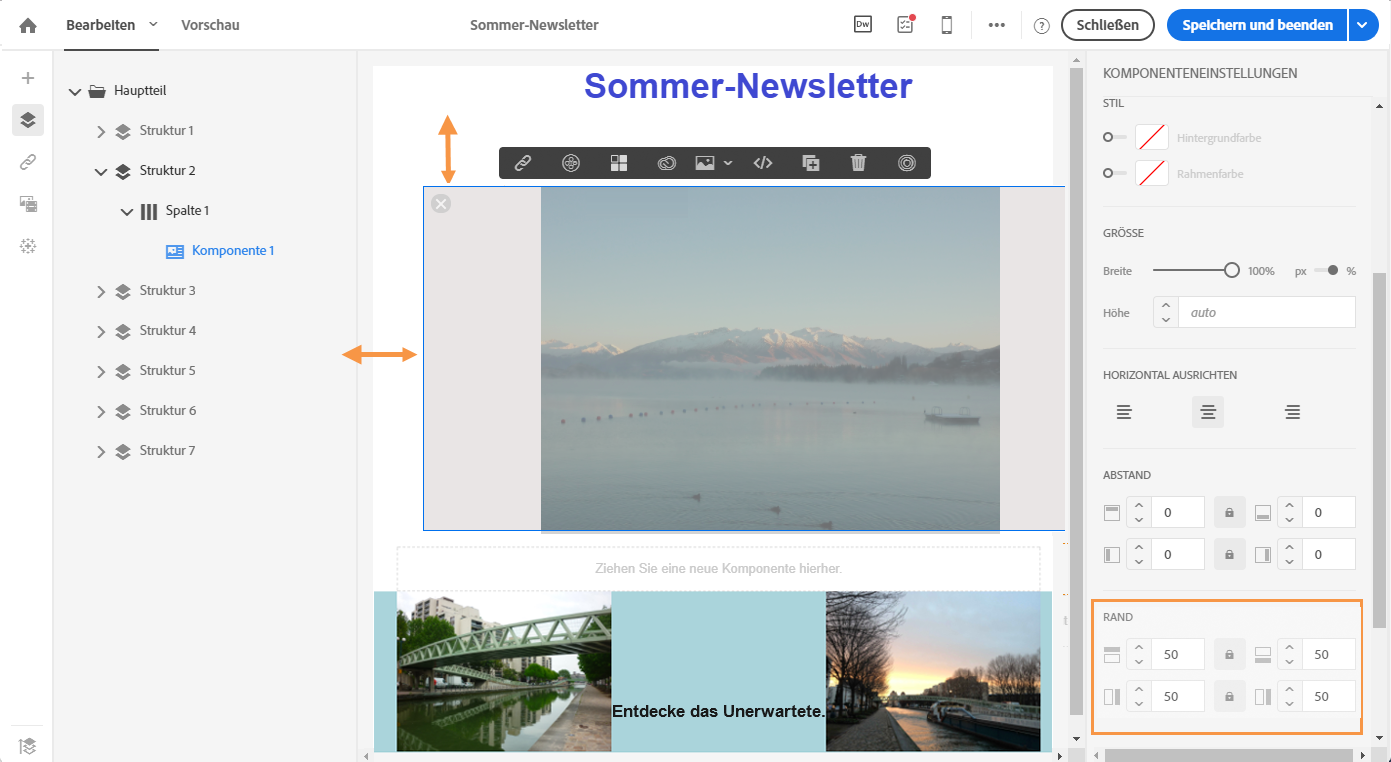 Bearbeiten
Vorschau
Sommer-Newsletter
Dw
?
Schließen
Speichern und beenden
Hauptteil
Struktur 1
Struktur 2
Spalte 1
Komponente 1
Struktur 3
Struktur 4
Struktur 5
Struktur 6
Struktur 7
Sommer-Newsletter
Ziehen Sie eine neue Komponente hierher.
Entdecke das Unerwartete.
KOMPONENTENEINSTELLUNGEN
STIL
Hintergrundfarbe
Rahmenfarbe
GRÖSSE
Breite 100% px %
Höhe auto
HORIZONTAL AUSRICHTEN
ABSTAND
0 0
0 0
RAND
50 50
50 50